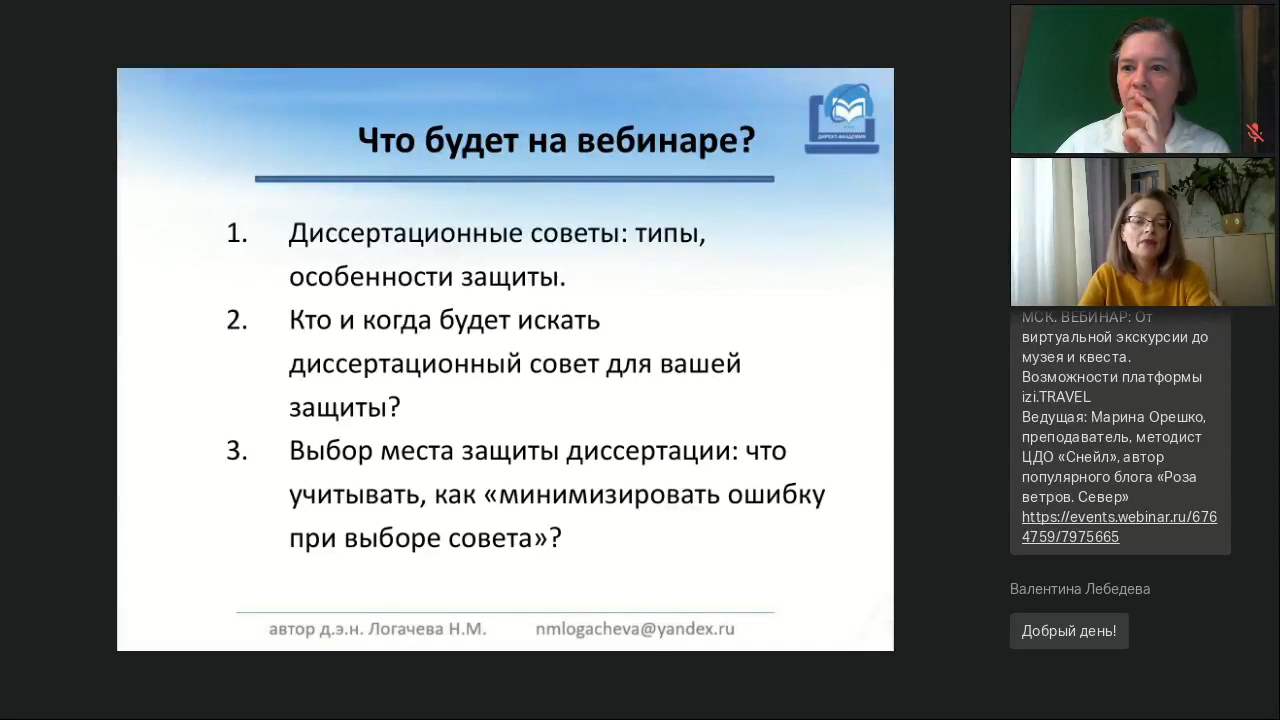 Что будет на вебинаре?
ДИРЕКТ-АКАДЕМИЯ
1. Диссертационные советы: типы,
особенности защиты.
2. Кто и когда будет искать
диссертационный совет для вашей
защиты?
3. Выбор места защиты диссертации: что
учитывать, как «минимизировать ошибку
при выборе совета»?
автор д.э.н. Логачева Н.М. nmlogacheva@yandex.ru
МСК. ВЕБИНАР: От
виртуальной экскурсии до
музея и квеста.
Возможности платформы
izi.TRAVEL
Ведущая: Марина Орешко,
преподаватель, методист
ЦДО «Снейл», автор
популярного блога «Роза
ветров. Север»
https://events.webinar.ru/676
4759/7975665
Валентина Лебедева
Добрый день!